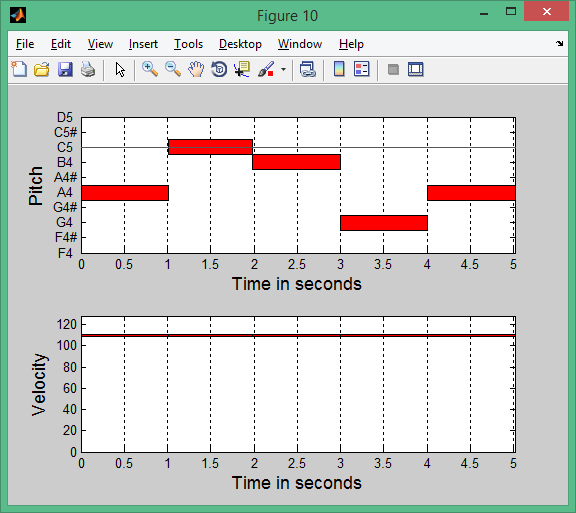 Figure 10
File Edit View Insert Tools Desktop Window Help
D5
C5#
C5
B4
A4#
A4
G4#
G4
F4#
F4
Pitch
0 0.5 1 1.5 2 2.5 3 3.5 4 4.5 5
Time in seconds
120
100
80
60
40
20
0
Velocity
0 0.5 1 1.5 2 2.5 3 3.5 4 4.5 5
Time in seconds